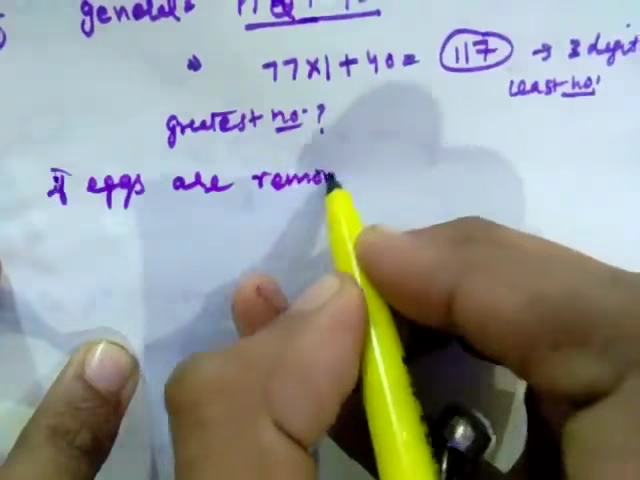 general
77×1+40= 117 → 3 digit
least no.
greatest no.?
if eggs are remo